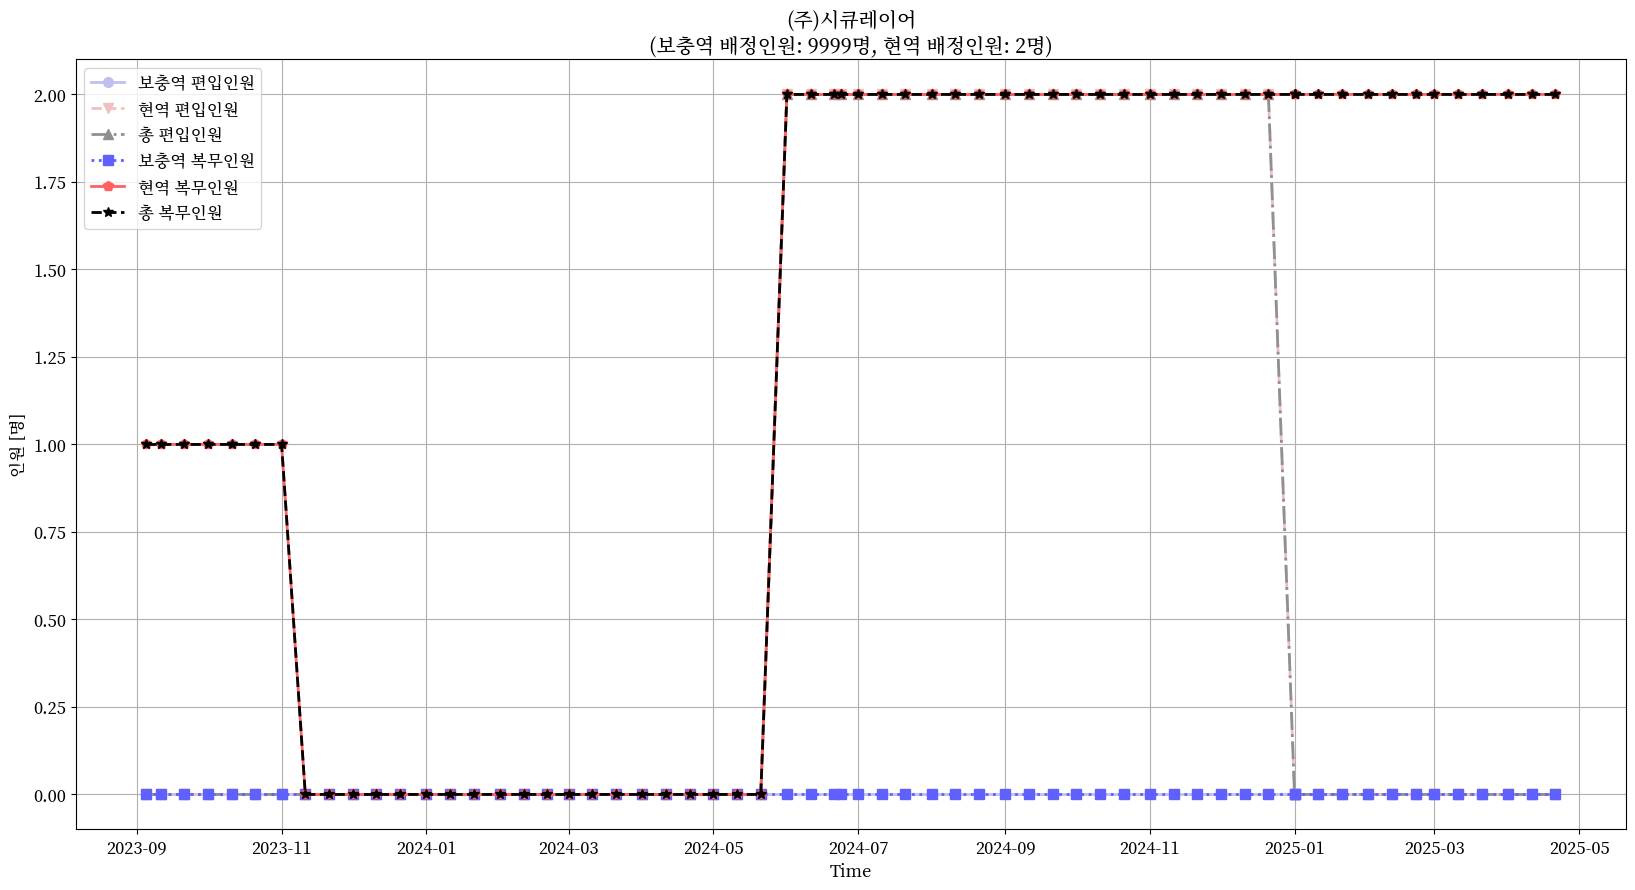 (주)시큐레이어
(보충역 배정인원: 9999명, 현역 배정인원: 2명)
보충역 편입인원
현역 편입인원
총 편입인원
보충역 복무인원
현역 복무인원
총 복무인원
2.00
1.75
1.50
1.25
1.00
0.75
0.50
0.25
0.00
인원 [명]
2023-09
2023-11
2024-01
2024-03
2024-05
2024-07
2024-09
2024-11
2025-01
2025-03
2025-05
Time